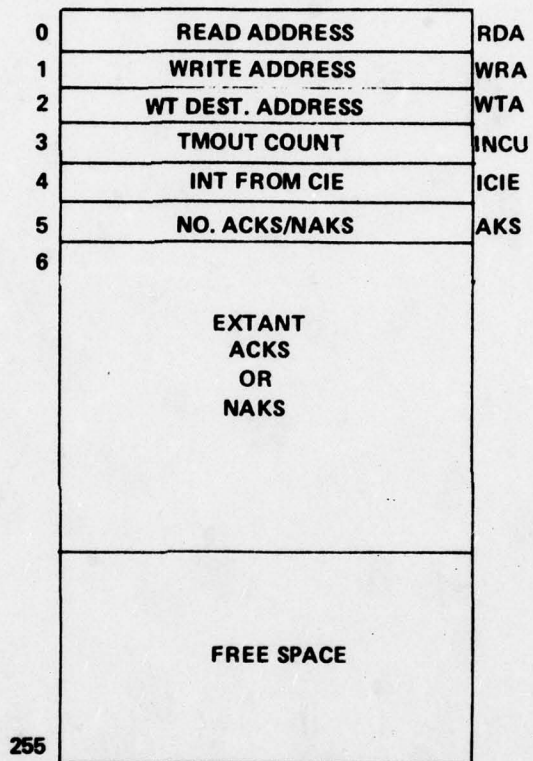 0 READ ADDRESS RDA
1 WRITE ADDRESS WRA
2 WT DEST. ADDRESS WTA
3 TMOUT COUNT INCU
4 INT FROM CIE ICIE
5 NO. ACKS/NAKS AKS
6
EXTANT
ACKS
OR
NAKS
FREE SPACE
255